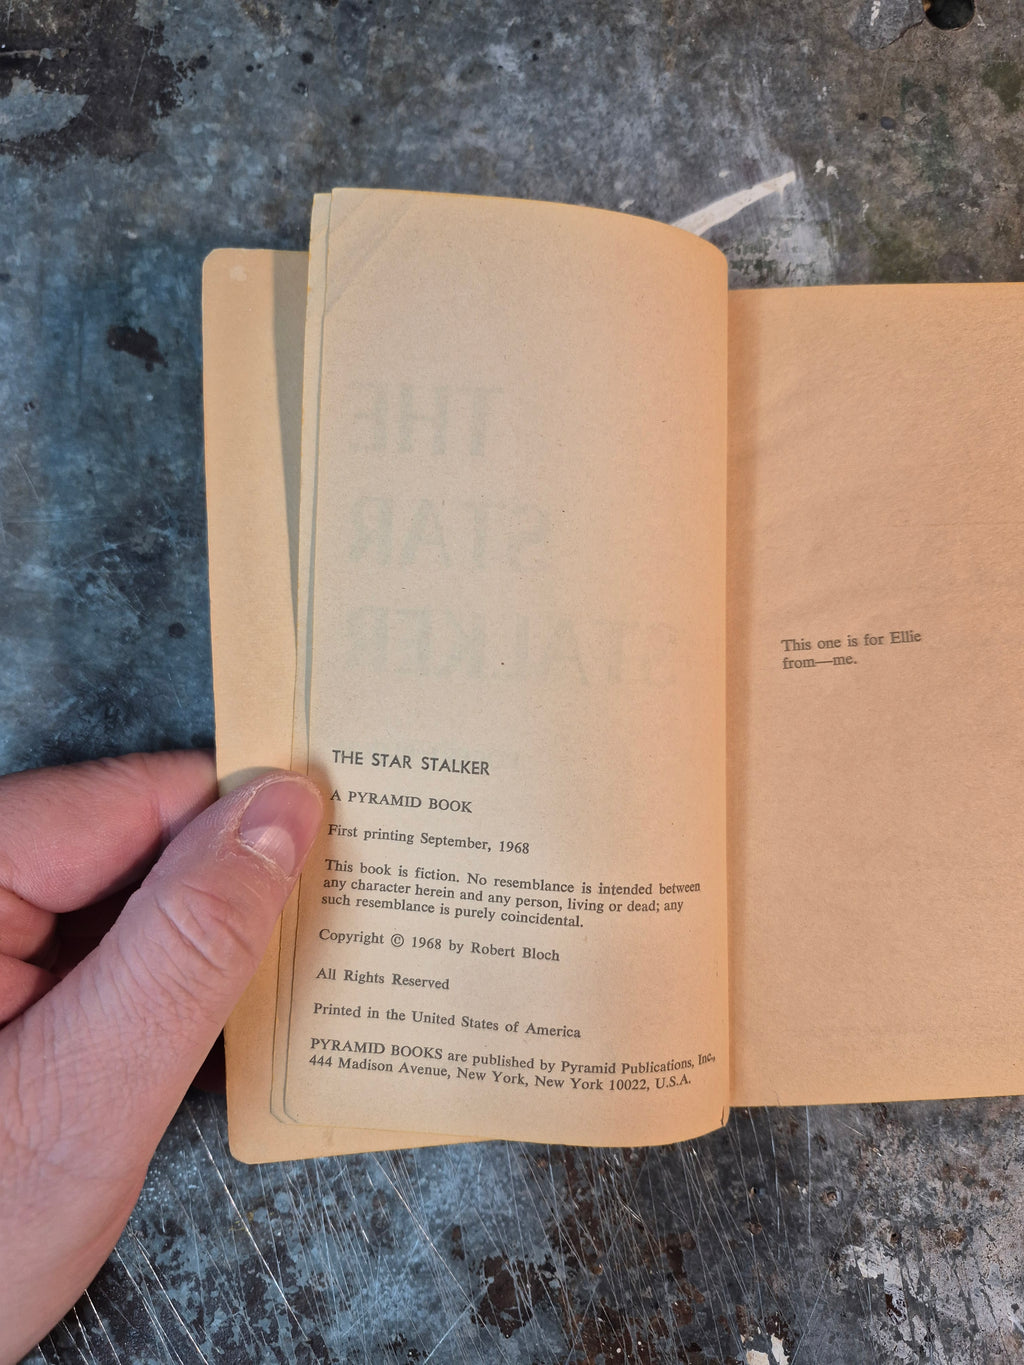 THE
STAR
STALKER
THE STAR STALKER
A PYRAMID BOOK
First printing September, 1968
This book is fiction. No resemblance is intended between
any character herein and any person, living or dead; any
such resemblance is purely coincidental.
Copyright © 1968 by Robert Bloch
All Rights Reserved
Printed in the United States of America
PYRAMID BOOKS are published by Pyramid Publications, Inc.,
444 Madison Avenue, New York, New York 10022, U.S.A.
This one is for Ellie
from—me.